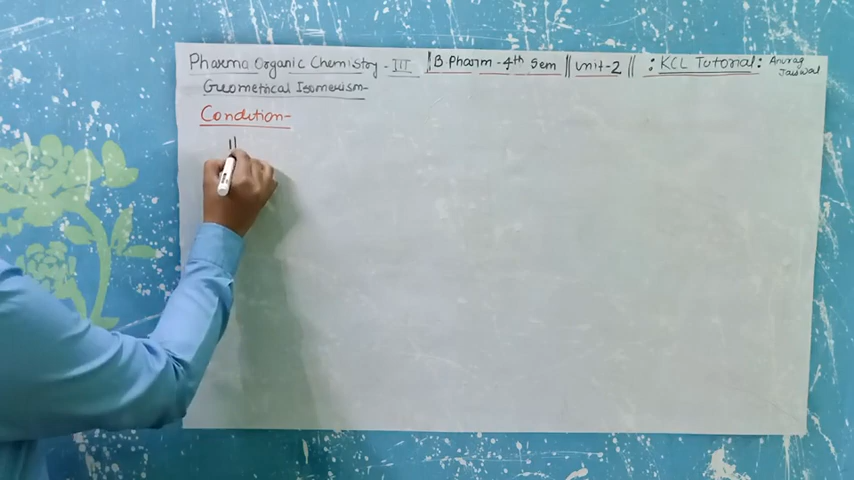 Pharma Organic Chemistry - III || B. Pharm - 4th Sem || Unit-2 || : KCL Tutorial : Anurag Jaiswal
Geometrical Isomerism-
Condition-